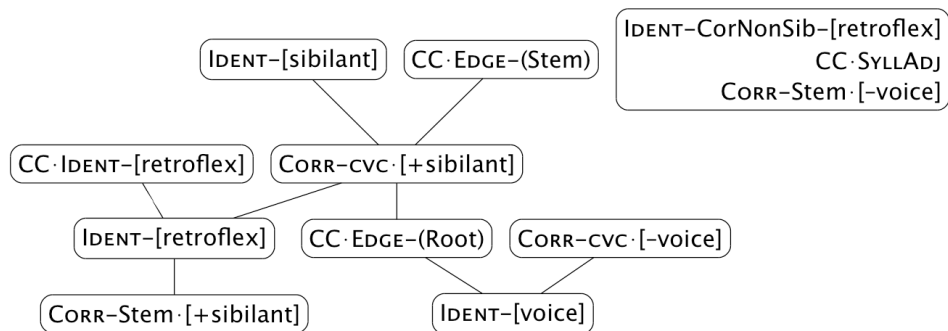 IDENT-CorNonSib-[retroflex]
CC·SYLLADJ
CORR-Stem·[-voice]
IDENT-[sibilant]
CC·EDGE-(Stem)
CC·IDENT-[retroflex]
CORR-CVC·[+sibilant]
IDENT-[retroflex]
CC·EDGE-(Root)
CORR-CVC·[-voice]
CORR-Stem·[+sibilant]
IDENT-[voice]